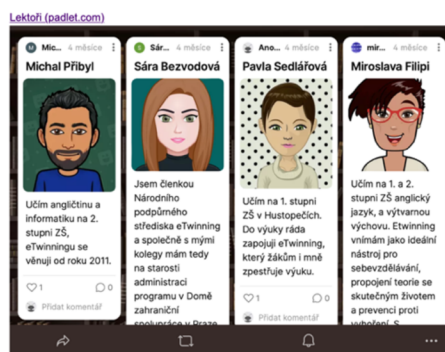 Lektoři (padlet.com)
Mic... 4 měsíce
Michal Přibyl
Učím angličtinu a
informatiku na 2.
stupni ZŠ,
eTwinningu se
věnuji od roku 2011.
1 0
Přidat komentář
Sár... 4 měsíce
Sára Bezvodová
Jsem členkou
Národního
podpůrného
střediska eTwinning
a společně s mými
kolegy mám tedy
na starosti
administraci
programu v Domě
zahraniční
spolupráce v Praze
Ano... 4 měsíce
Pavla Sedlářová
Učím na 1. stupni
ZŠ v Hustopečích.
Do výuky ráda
zapojuji eTwinning,
který žákům i mně
zpestřuje výuku.
1 0
Přidat komentář
mir... 4 měsíce
Miroslava Filipi
Učím na 1. a 2.
stupni ZŠ anglický
jazyk, a výtvarnou
výchovu. Etwinning
vnímám jako ideální
nástroj pro
sebevzdělávání,
propojení teorie se
skutečným životem
a prevenci proti
vyhoření. S